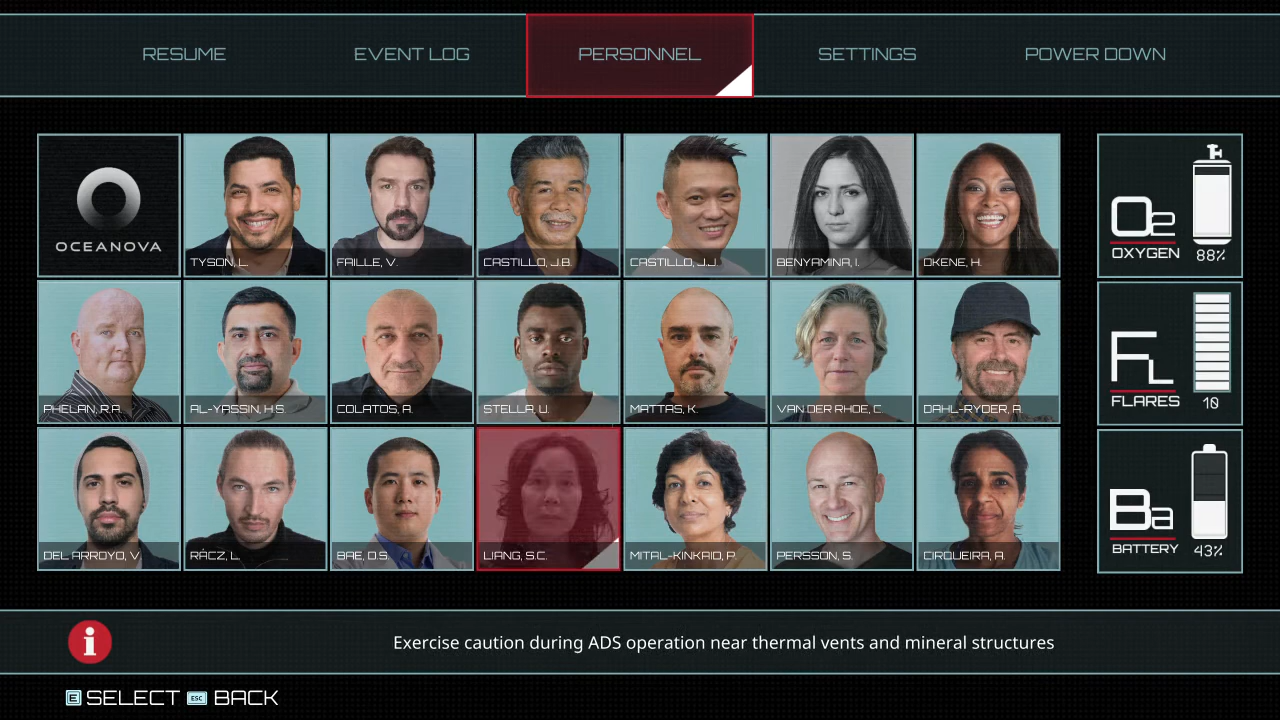 RESUME
EVENT LOG
PERSONNEL
SETTINGS
POWER DOWN
OCEANOVA
TYSON, L.
FAILLE, V.
CASTILLO, J.B.
CASTILLO, J.J.
BENYAMINA, I.
OKENE, H.
O2
OXYGEN
88%
PHELAN, R.A.
AL-YASSIN, H.S.
COLATOS, A.
STELLA, U.
MATTAS, K.
VAN DER RHOE, C.
DAHL-RYDER, A.
FL
FLARES
10
DEL ARROYO, V.
RÁCZ, L.
BAE, D.S.
LIANG, S.C.
MITAL-KINKAID, P.
PERSSON, S.
CIRQUEIRA, A.
Ba
BATTERY
43%
i
Exercise caution during ADS operation near thermal vents and mineral structures
E SELECT ESC BACK